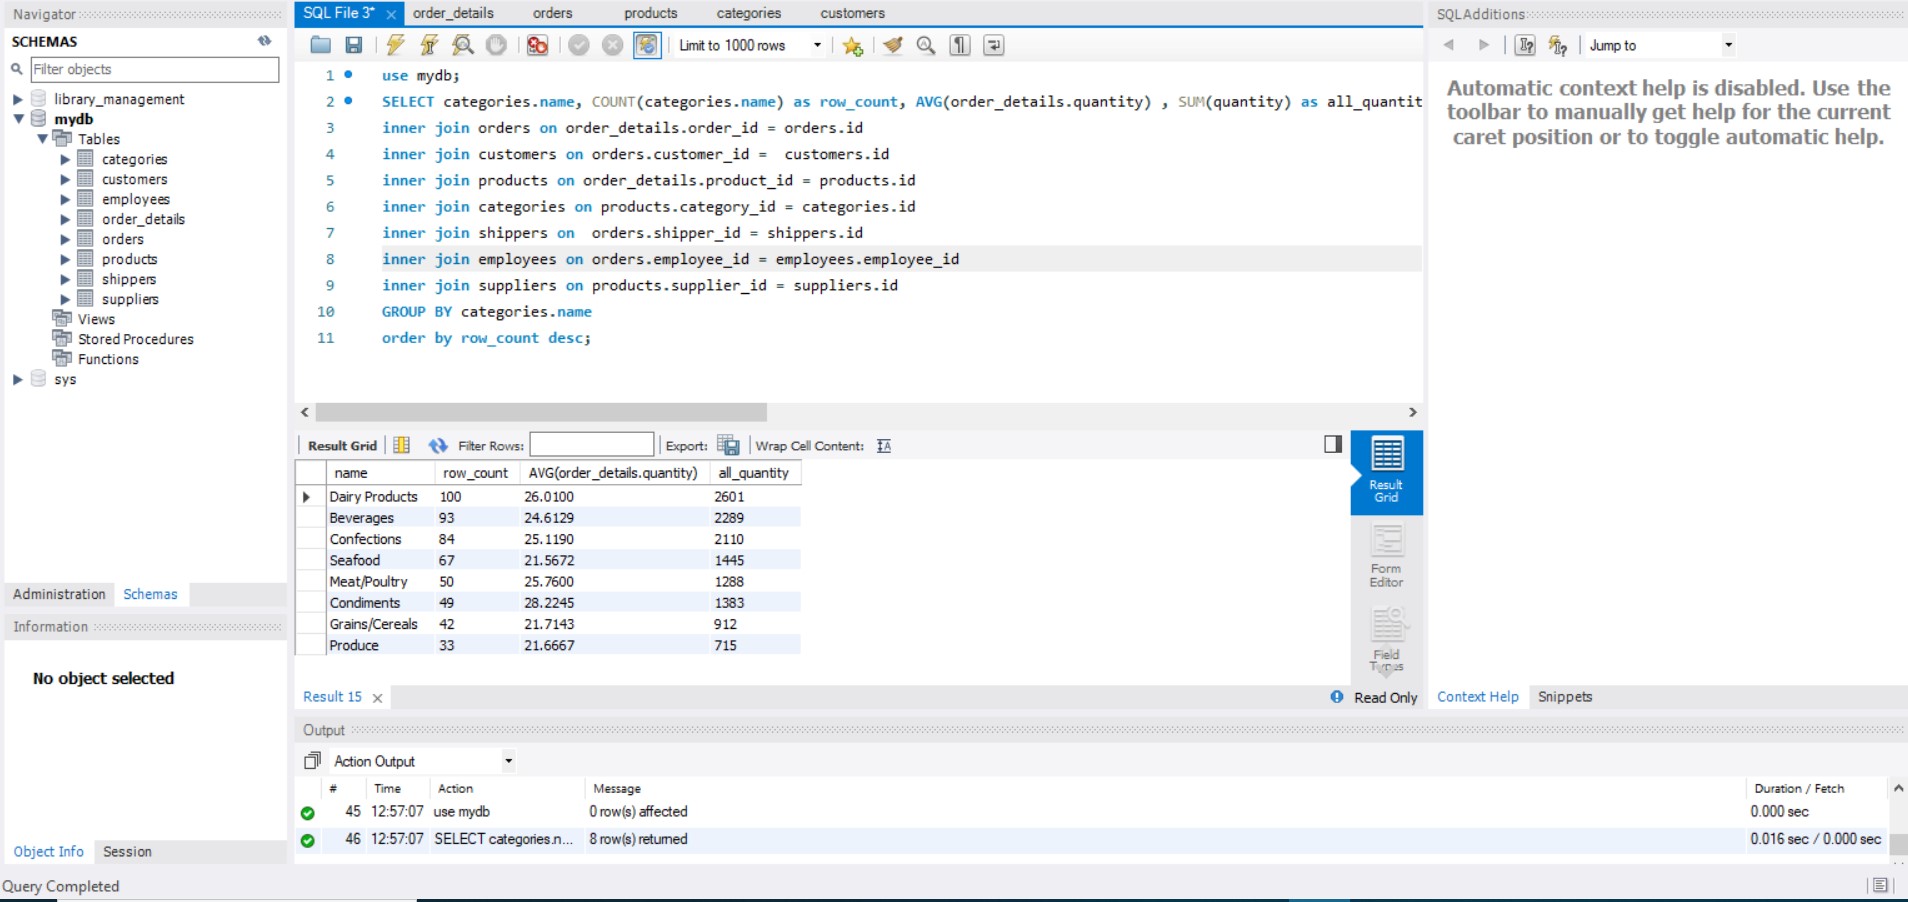 Navigator
SCHEMAS
Filter objects
library_management
mydb
Tables
categories
customers
employees
order_details
orders
products
shippers
suppliers
Views
Stored Procedures
Functions
sys
Administration Schemas
Information
No object selected
Object Info Session
Query Completed
SQL File 3* order_details orders products categories customers
Limit to 1000 rows
1 use mydb;
2 SELECT categories.name, COUNT(categories.name) as row_count, AVG(order_details.quantity) , SUM(quantity) as all_quantit
3 inner join orders on order_details.order_id = orders.id
4 inner join customers on orders.customer_id =  customers.id
5 inner join products on order_details.product_id = products.id
6 inner join categories on products.category_id = categories.id
7 inner join shippers on  orders.shipper_id = shippers.id
8 inner join employees on orders.employee_id = employees.employee_id
9 inner join suppliers on products.supplier_id = suppliers.id
10 GROUP BY categories.name
11 order by row_count desc;
Result Grid Filter Rows: Export: Wrap Cell Content:
name row_count AVG(order_details.quantity) all_quantity
Dairy Products 100 26.0100 2601
Beverages 93 24.6129 2289
Confections 84 25.1190 2110
Seafood 67 21.5672 1445
Meat/Poultry 50 25.7600 1288
Condiments 49 28.2245 1383
Grains/Cereals 42 21.7143 912
Produce 33 21.6667 715
Result
Grid
Form
Editor
Field
Types
Result 15 Read Only
Output
Action Output
# Time Action Message Duration / Fetch
45 12:57:07 use mydb 0 row(s) affected 0.000 sec
46 12:57:07 SELECT categories.n... 8 row(s) returned 0.016 sec / 0.000 sec
SQLAdditions
Jump to
Automatic context help is disabled. Use the
toolbar to manually get help for the current
caret position or to toggle automatic help.
Context Help Snippets